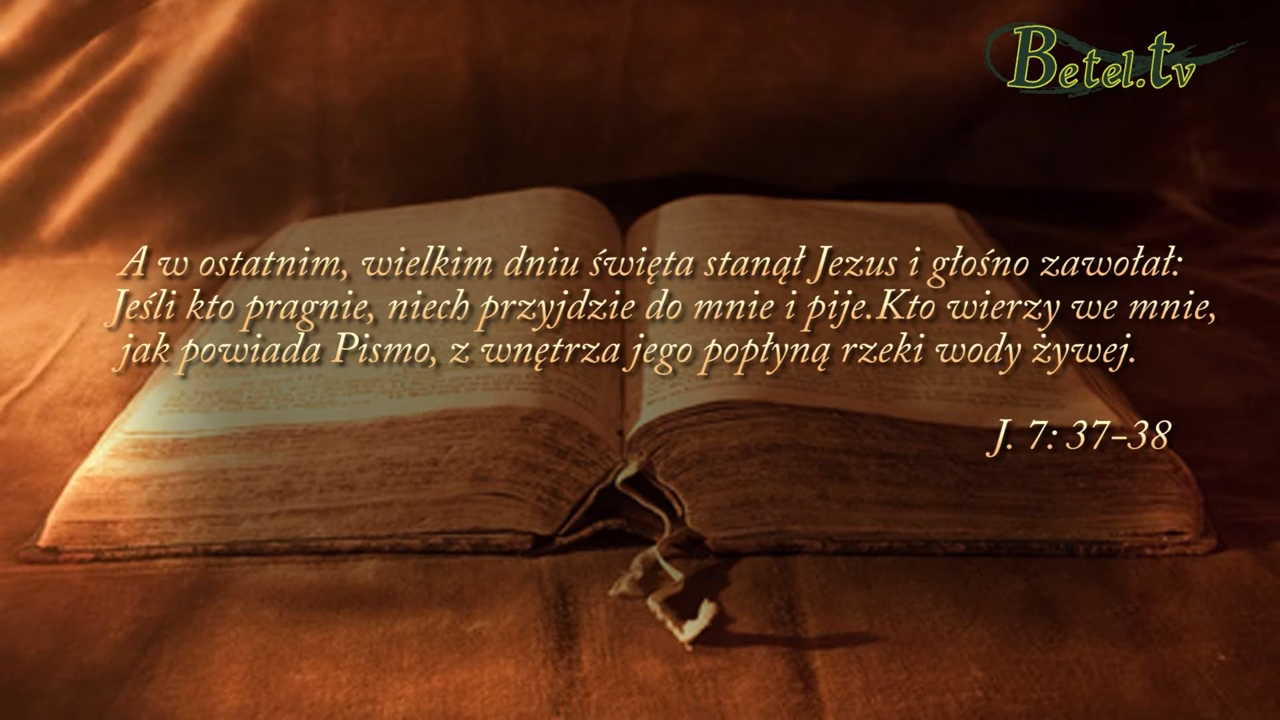 Betel.tv
A w ostatnim, wielkim dniu święta stanął Jezus i głośno zawołał:
Jeśli kto pragnie, niech przyjdzie do mnie i pije.Kto wierzy we mnie,
jak powiada Pismo, z wnętrza jego popłyną rzeki wody żywej.
J. 7: 37-38